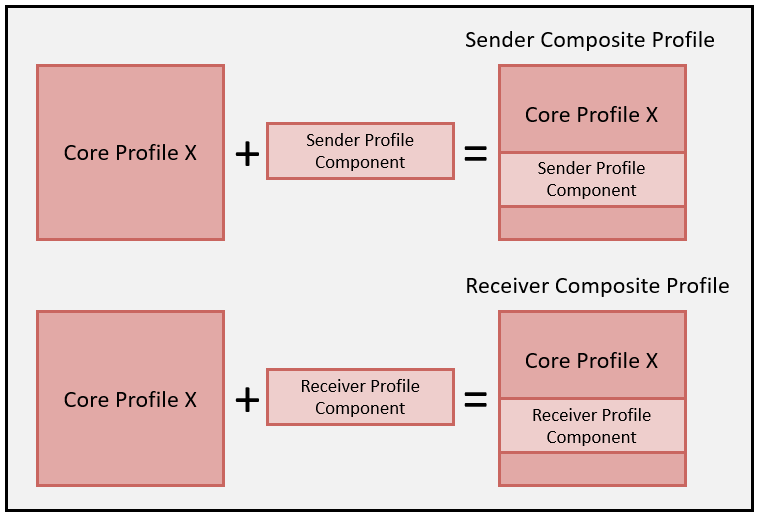 Sender Composite Profile
Core Profile X
+
Sender Profile
Component
=
Core Profile X
Sender Profile
Component
Receiver Composite Profile
Core Profile X
+
Receiver Profile
Component
=
Core Profile X
Receiver Profile
Component